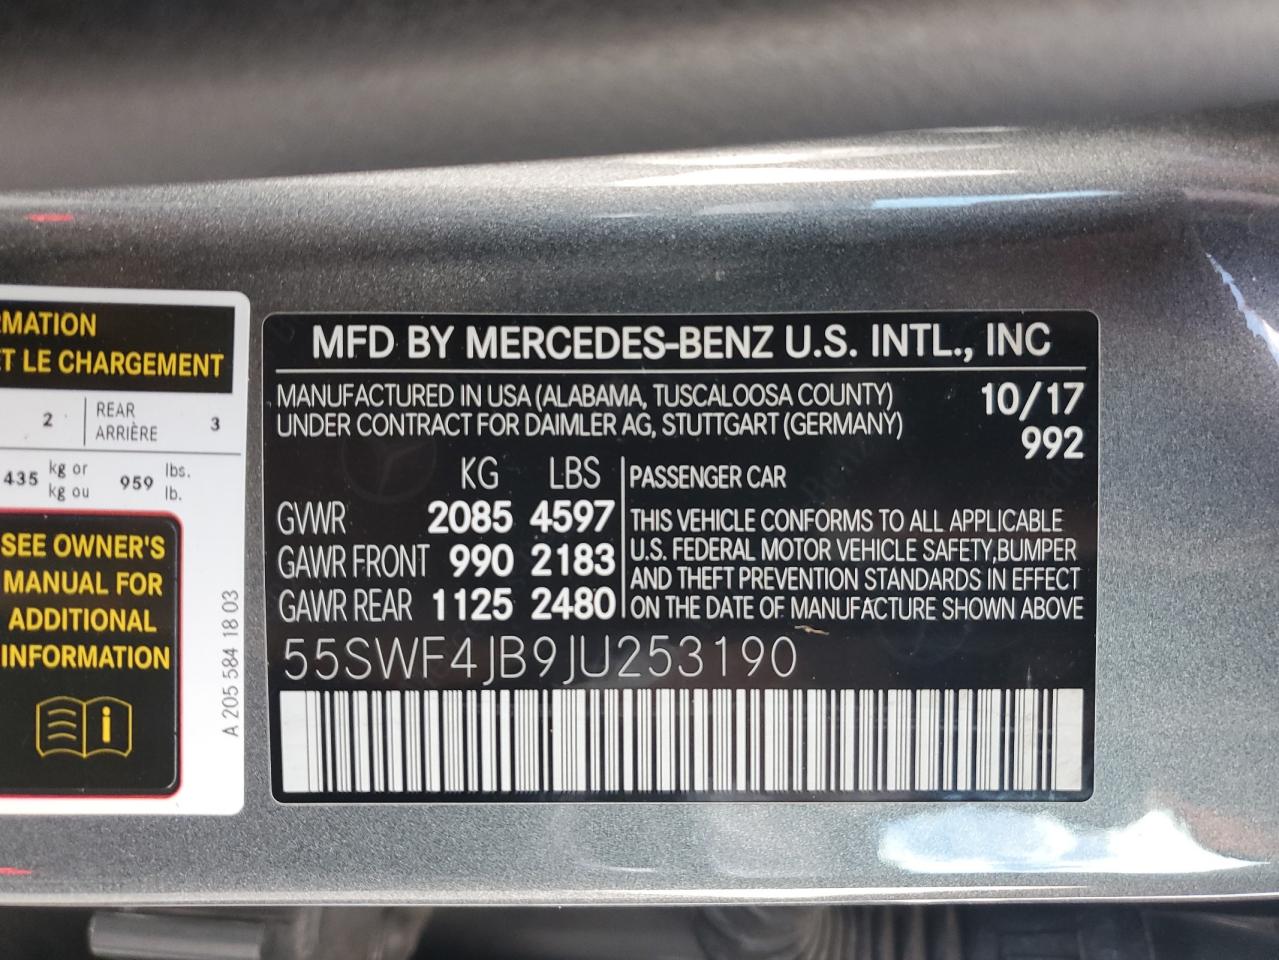 RMATION
ET LE CHARGEMENT
2 REAR 3
ARRIÈRE
435 kg or 959 lbs.
kg ou lb.
SEE OWNER'S
MANUAL FOR
ADDITIONAL
INFORMATION
A 205 584 18 03
MFD BY MERCEDES-BENZ U.S. INTL., INC
MANUFACTURED IN USA (ALABAMA, TUSCALOOSA COUNTY) 10/17
UNDER CONTRACT FOR DAIMLER AG, STUTTGART (GERMANY) 992
KG LBS
GVWR 2085 4597
GAWR FRONT 990 2183
GAWR REAR 1125 2480
PASSENGER CAR
THIS VEHICLE CONFORMS TO ALL APPLICABLE
U.S. FEDERAL MOTOR VEHICLE SAFETY,BUMPER
AND THEFT PREVENTION STANDARDS IN EFFECT
ON THE DATE OF MANUFACTURE SHOWN ABOVE
55SWF4JB9JU253190